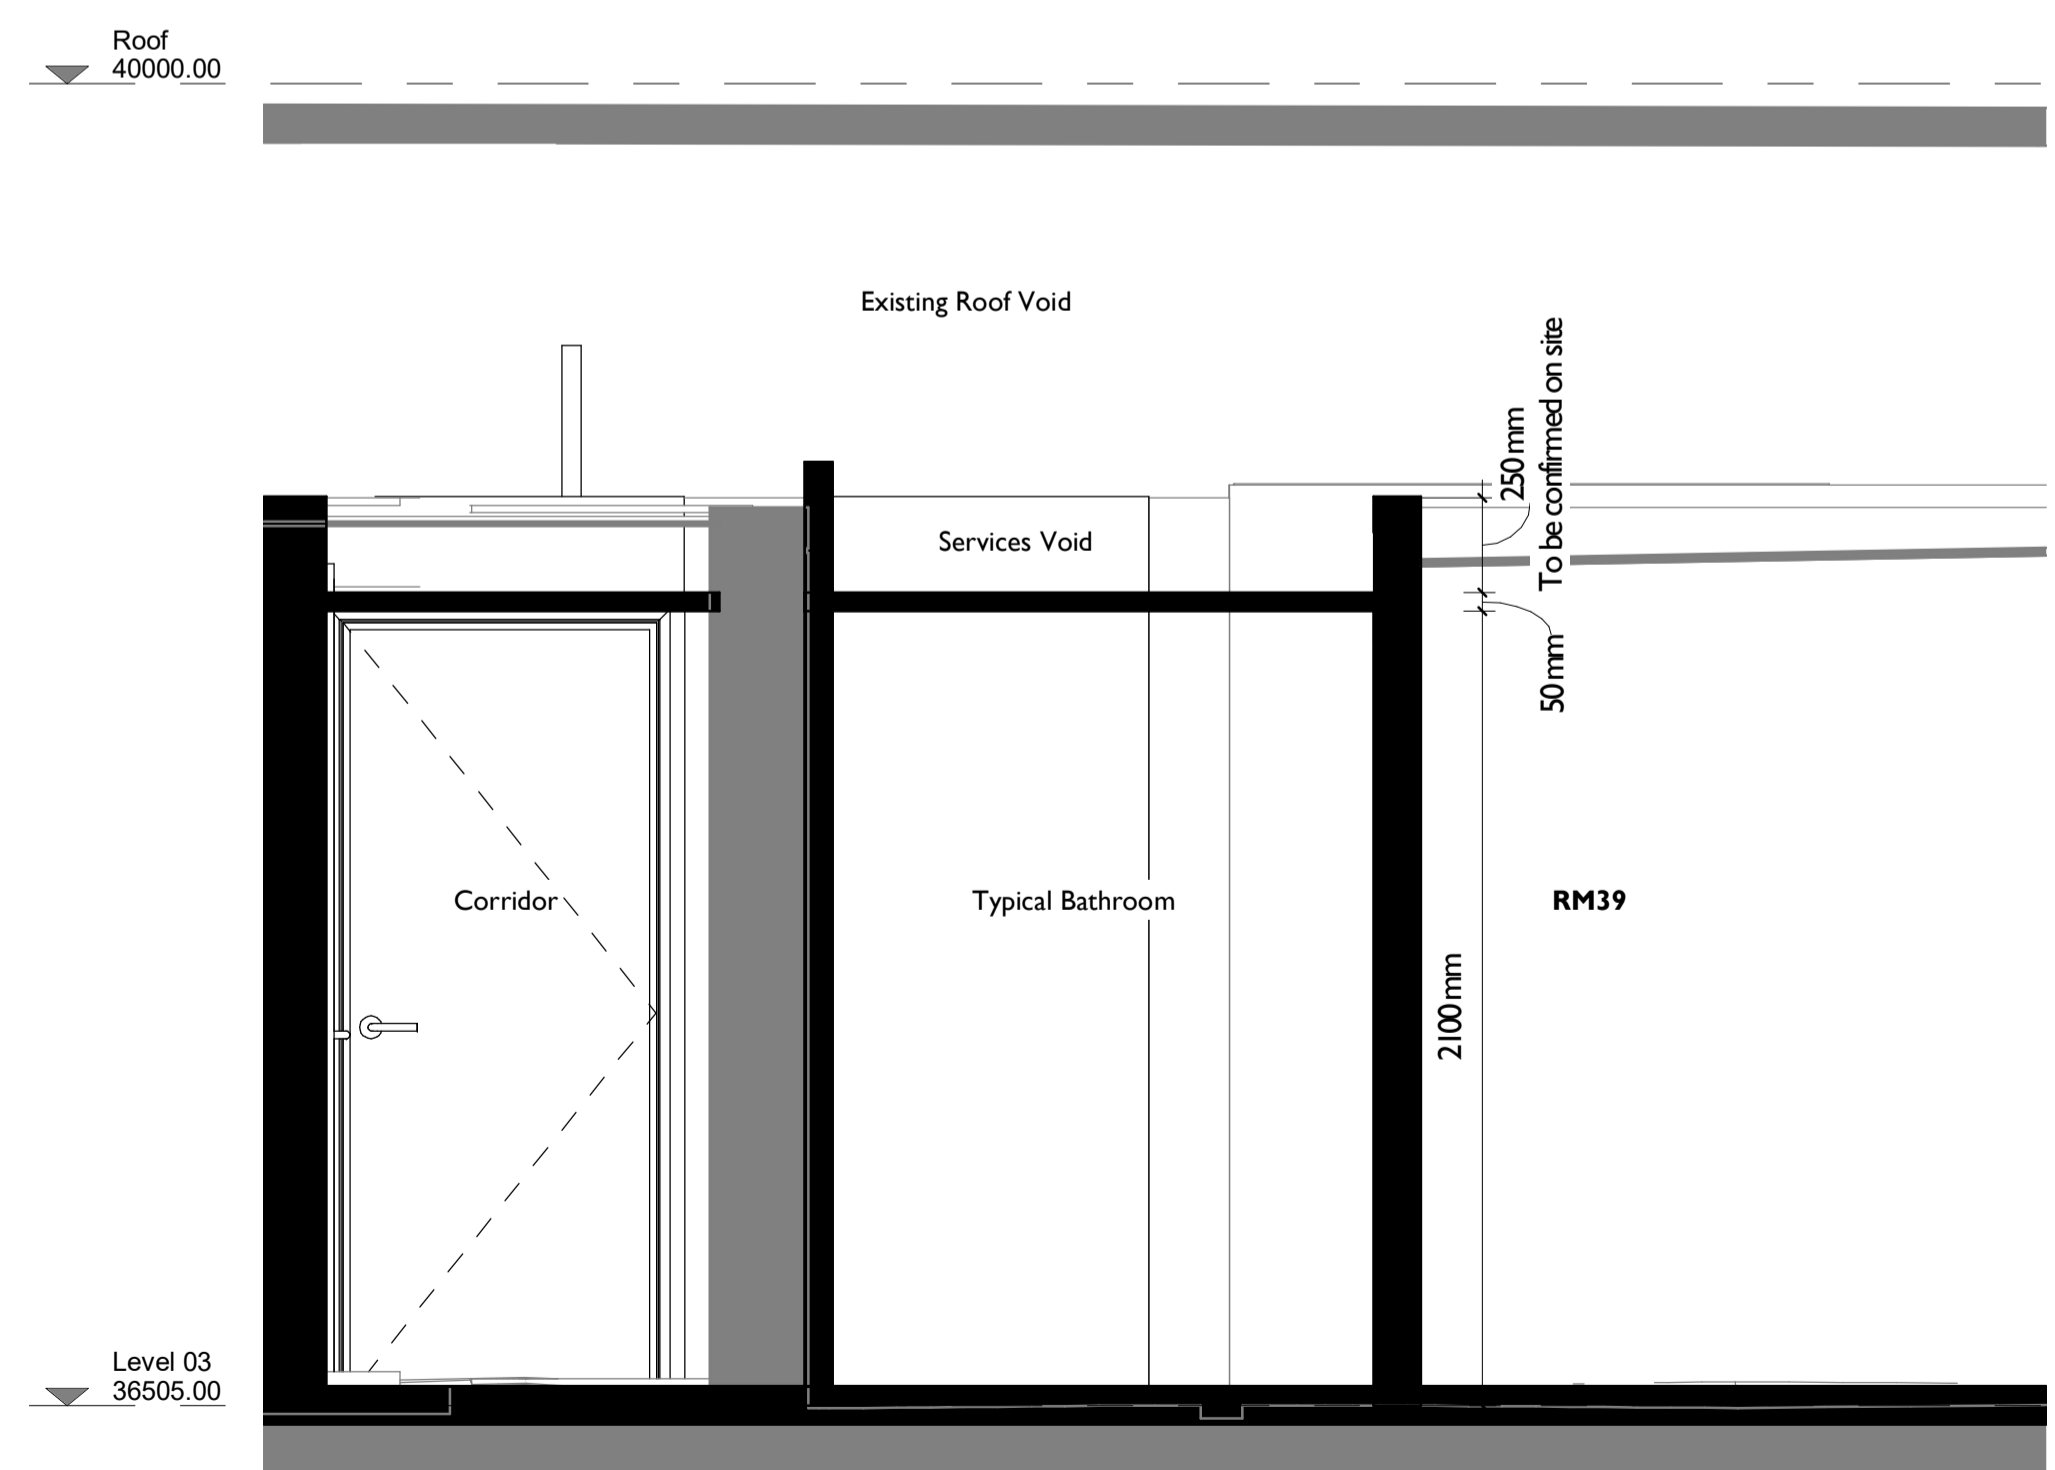 Roof
40000.00
Existing Roof Void
250mm
To be confirmed on site
Services Void
50mm
Corridor
Typical Bathroom
RM39
2100mm
Level 03
36505.00